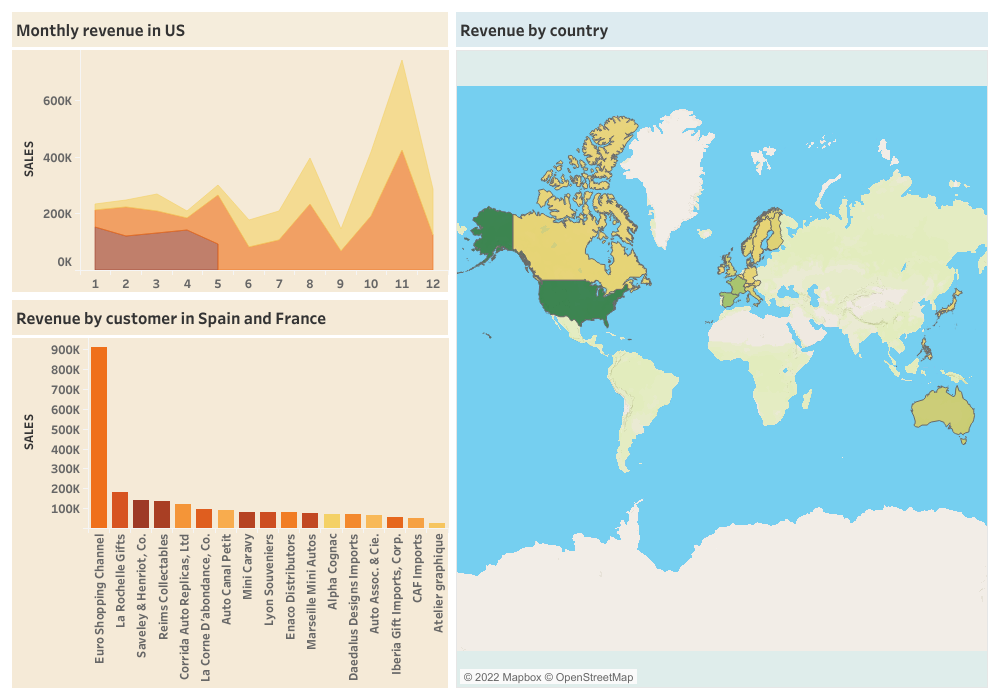 Monthly revenue in US
SALES
600K
400K
200K
0K
1 2 3 4 5 6 7 8 9 10 11 12
Revenue by customer in Spain and France
SALES
900K
800K
700K
600K
500K
400K
300K
200K
100K
Euro Shopping Channel
La Rochelle Gifts
Saveley & Henriot, Co.
Reims Collectables
Corrida Auto Replicas, Ltd
La Corne D'abondance, Co.
Auto Canal Petit
Mini Caravy
Lyon Souveniers
Enaco Distributors
Marseille Mini Autos
Alpha Cognac
Daedalus Designs Imports
Auto Assoc. & Cie.
Iberia Gift Imports, Corp.
CAF Imports
Atelier graphique
Revenue by country
© 2022 Mapbox © OpenStreetMap